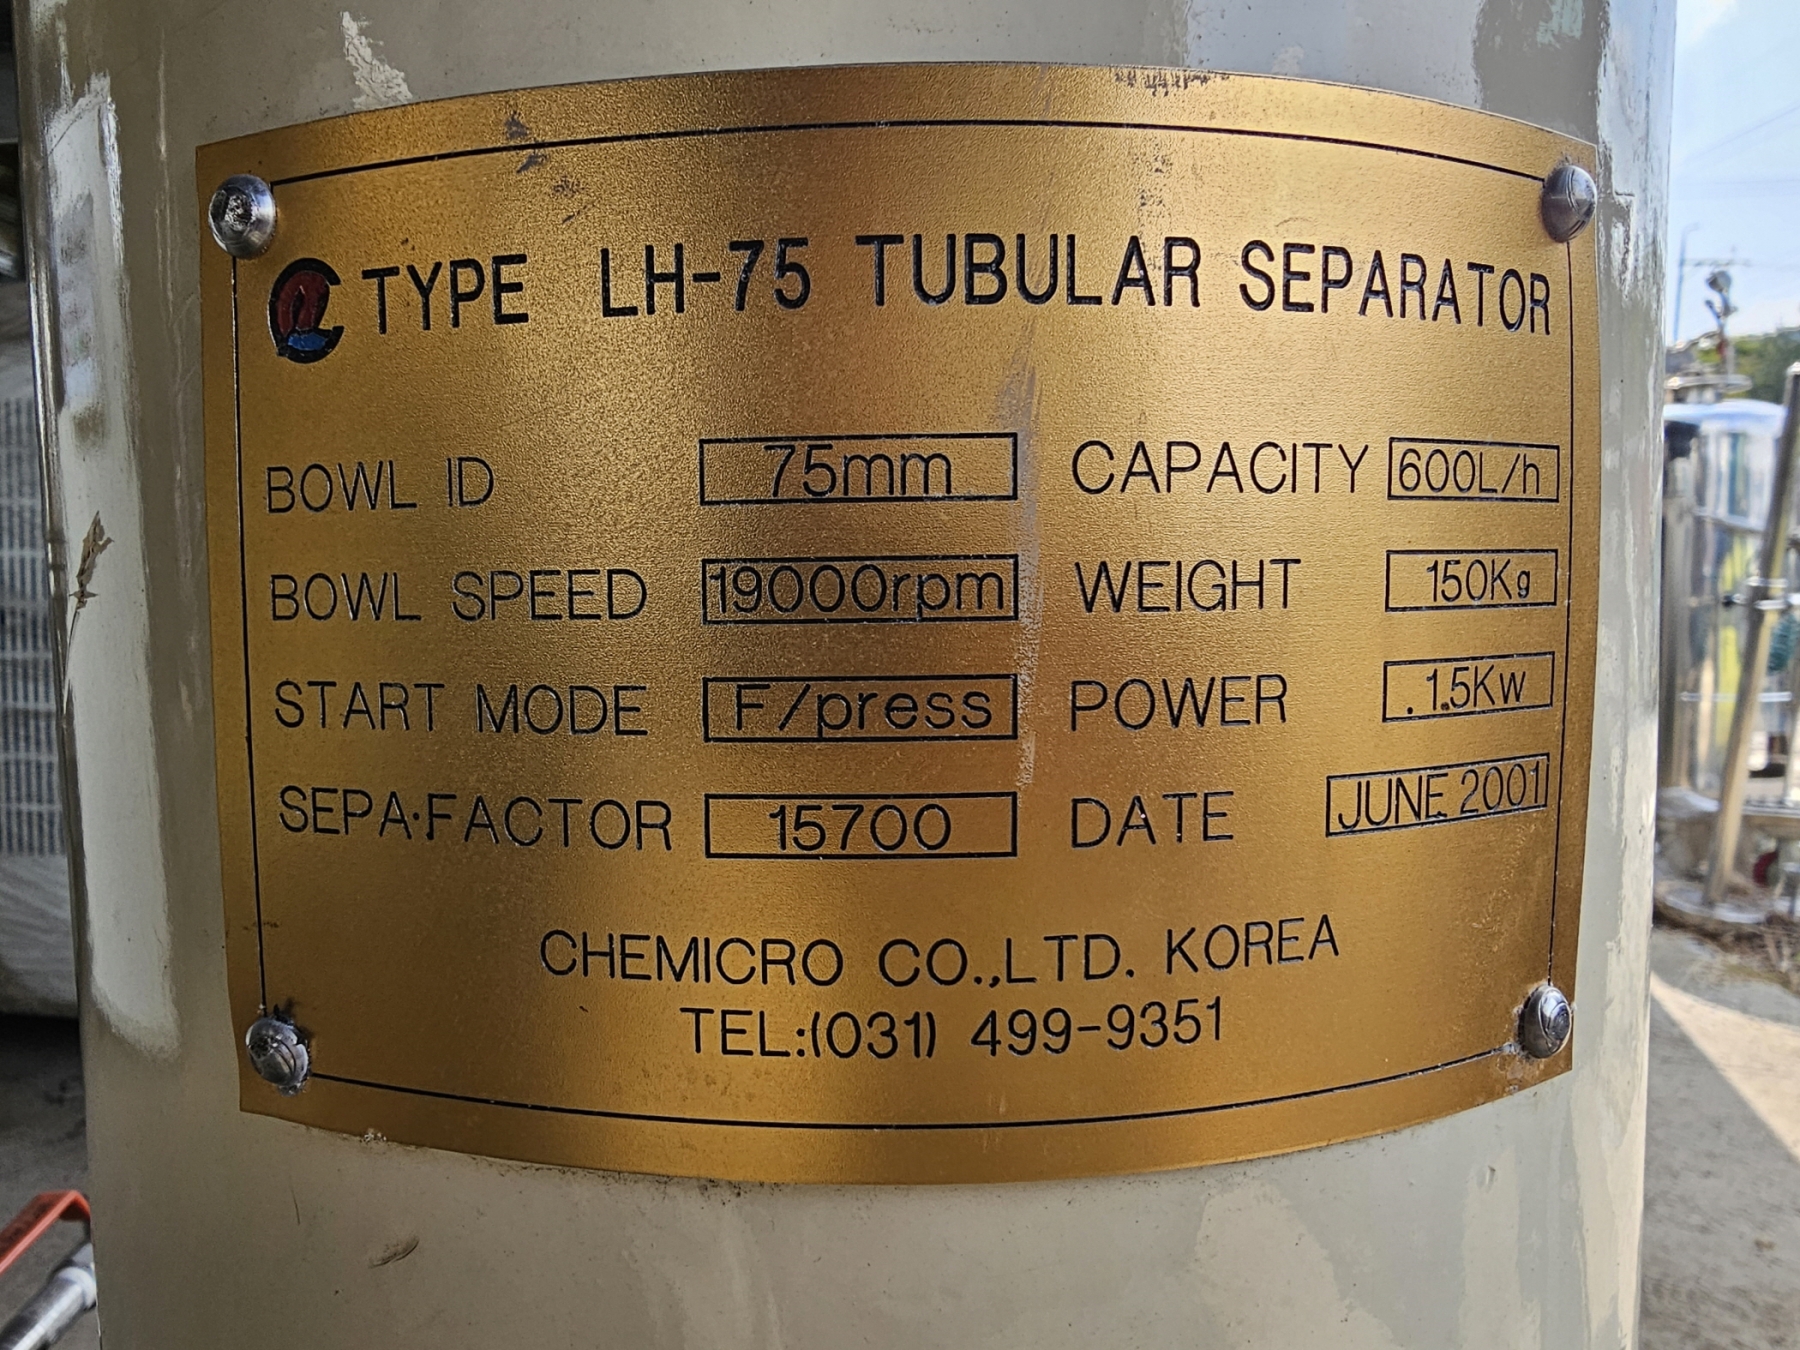 TYPE LH-75 TUBULAR SEPARATOR
BOWL ID 75mm CAPACITY 600L/h
BOWL SPEED 19000rpm WEIGHT 150Kg
START MODE F/press POWER .1.5Kw
SEPA·FACTOR 15700 DATE JUNE.2001
CHEMICRO CO.,LTD. KOREA
TEL:(031) 499-9351